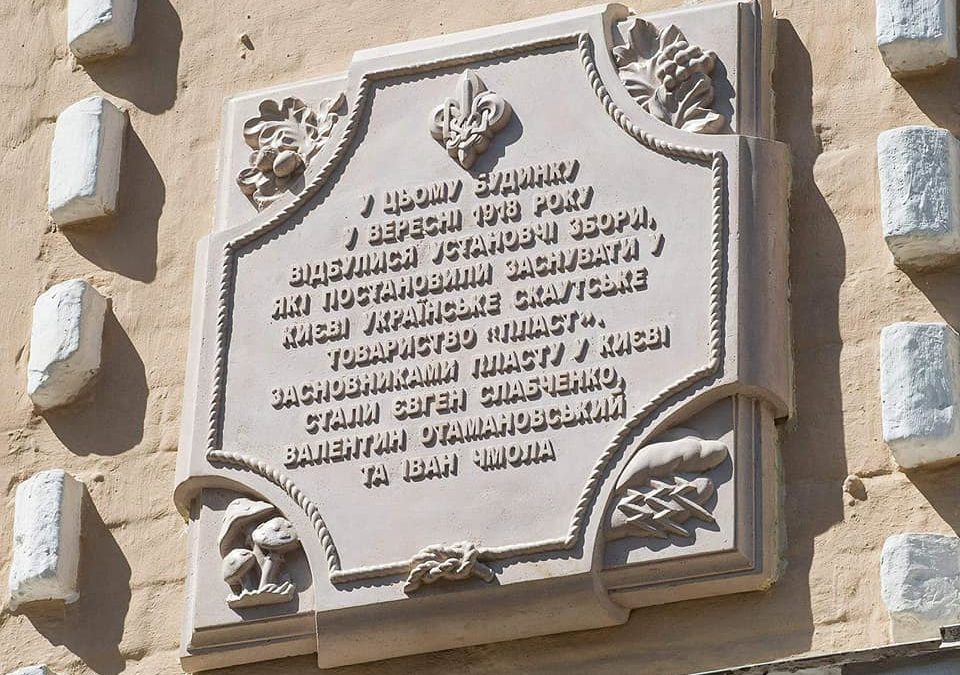 У ЦЬОМУ БУДИНКУ
У ВЕРЕСНІ 1918 РОКУ
ВІДБУЛИСЯ УСТАНОВЧІ ЗБОРИ,
ЯКІ ПОСТАНОВИЛИ ЗАСНУВАТИ У
КИЄВІ УКРАЇНСЬКЕ СКАУТСЬКЕ
ТОВАРИСТВО «ПЛАСТ».
ЗАСНОВНИКАМИ ПЛАСТУ У КИЄВІ
СТАЛИ ЄВГЕН СЛАБЧЕНКО,
ВАЛЕНТИН ОТАМАНОВСЬКИЙ
ТА ІВАН ЧМОЛА